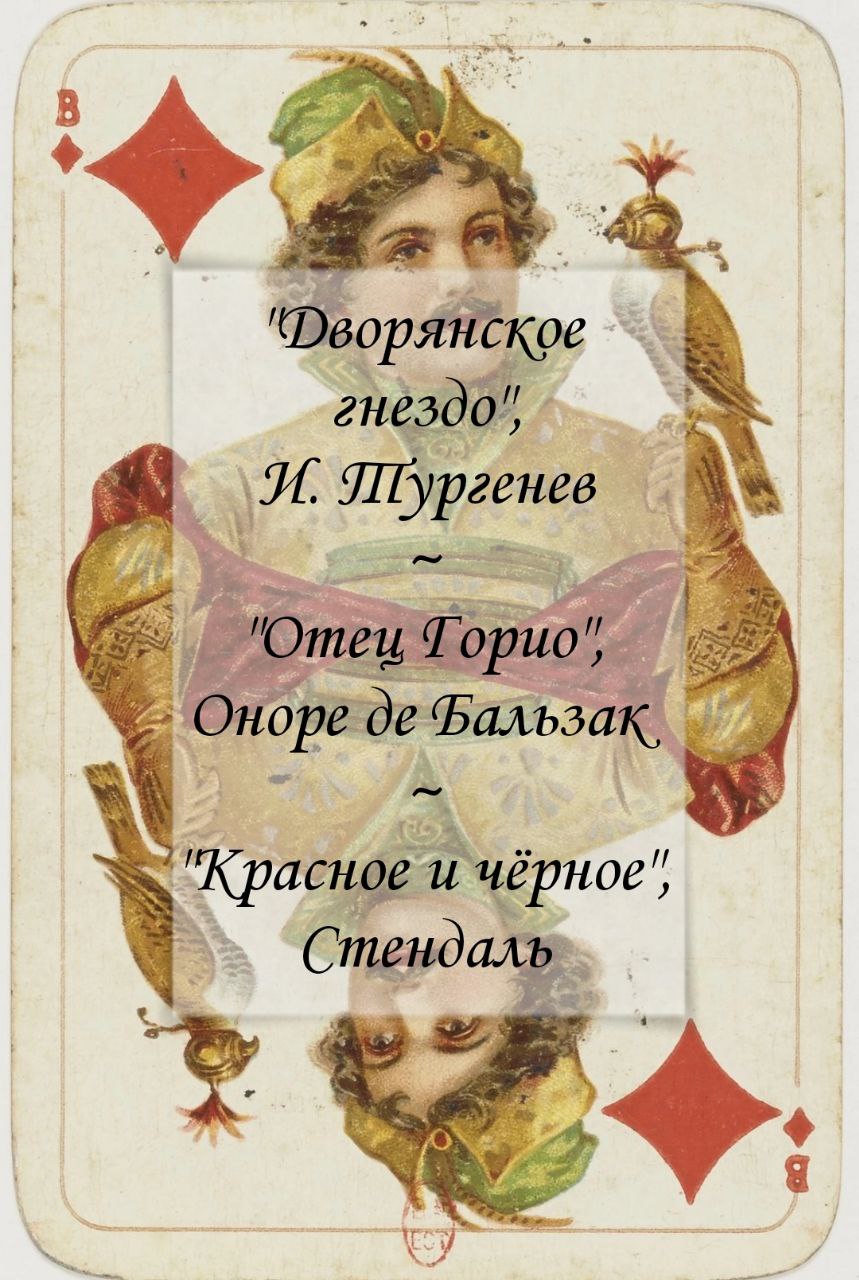 В
"Дворянское
гнездо",
И. Тургенев
~
"Отец Горио",
Оноре де Бальзак
~
"Красное и чёрное",
Стендаль
В